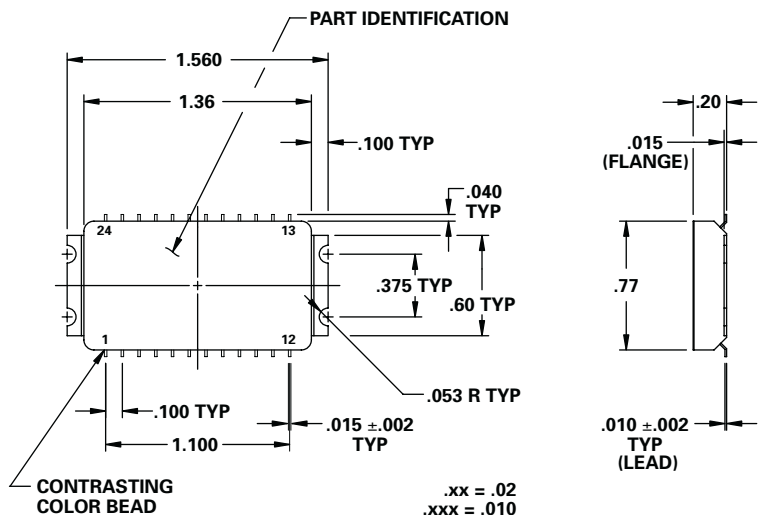 PART IDENTIFICATION
1.560
1.36
.100 TYP
.20
.015
(FLANGE)
.040
TYP
24
13
.375 TYP
.60 TYP
.77
1
12
.053 R TYP
.100 TYP
.015 ±.002
TYP
1.100
.010 ±.002
TYP
(LEAD)
CONTRASTING
COLOR BEAD
.xx = .02
.xxx = .010